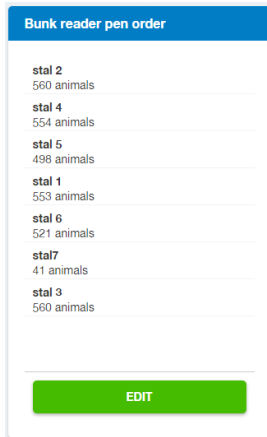 Bunk reader pen order
stal 2
560 animals
stal 4
554 animals
stal 5
498 animals
stal 1
553 animals
stal 6
521 animals
stal7
41 animals
stal 3
560 animals
EDIT